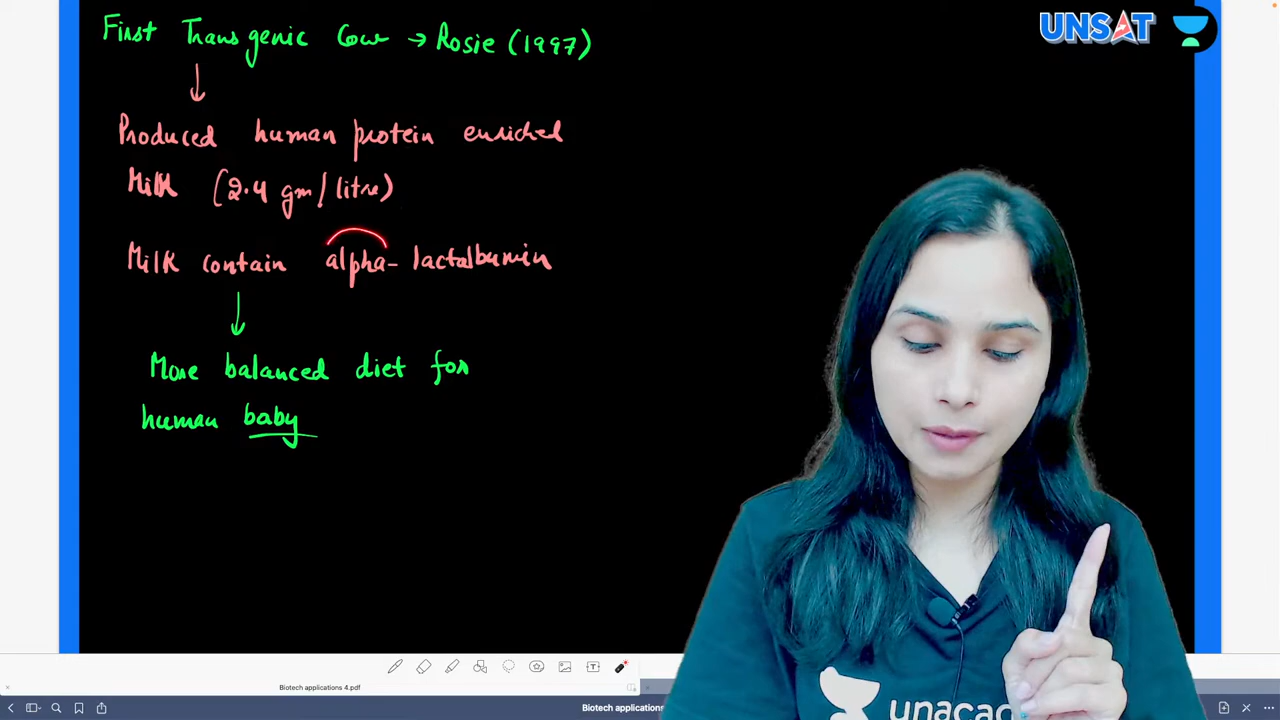 First Transgenic Cow → Rosie (1997)
UNSAT
↓
Produced human protein enriched
Milk (2.4 gm/litre)
Milk contain alpha- lactalbumin
↓
More balanced diet for
human baby
unacad
Biotech applications 4.pdf
Biotech applications